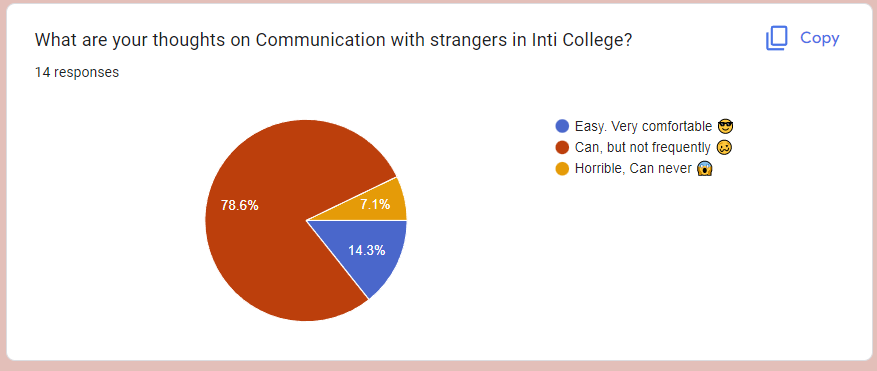 What are your thoughts on Communication with strangers in Inti College?
Copy
14 responses
Easy. Very comfortable 😎
Can, but not frequently 🥴
Horrible, Can never 😱
78.6%
7.1%
14.3%